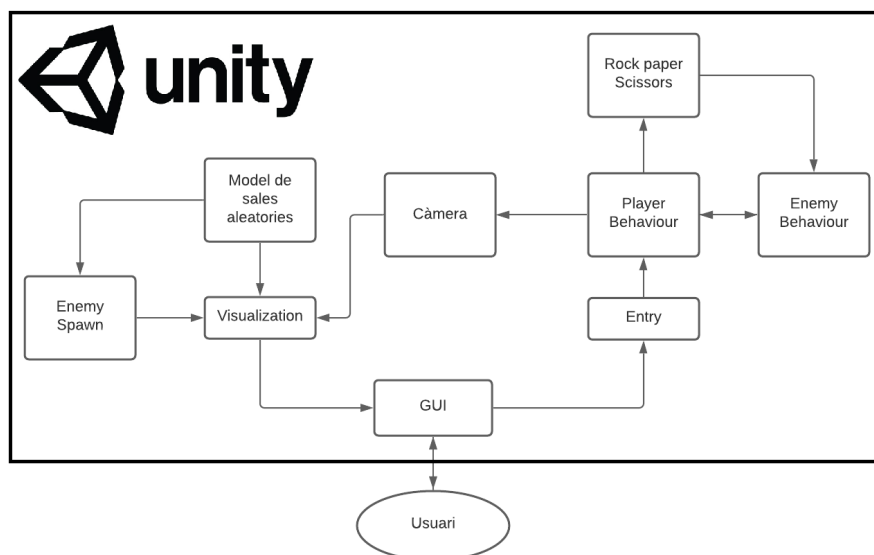 unity
Rock paper
Scissors
Model de
sales
aleatories
Càmera
Player
Behaviour
Enemy
Behaviour
Enemy
Spawn
Visualization
Entry
GUI
Usuari